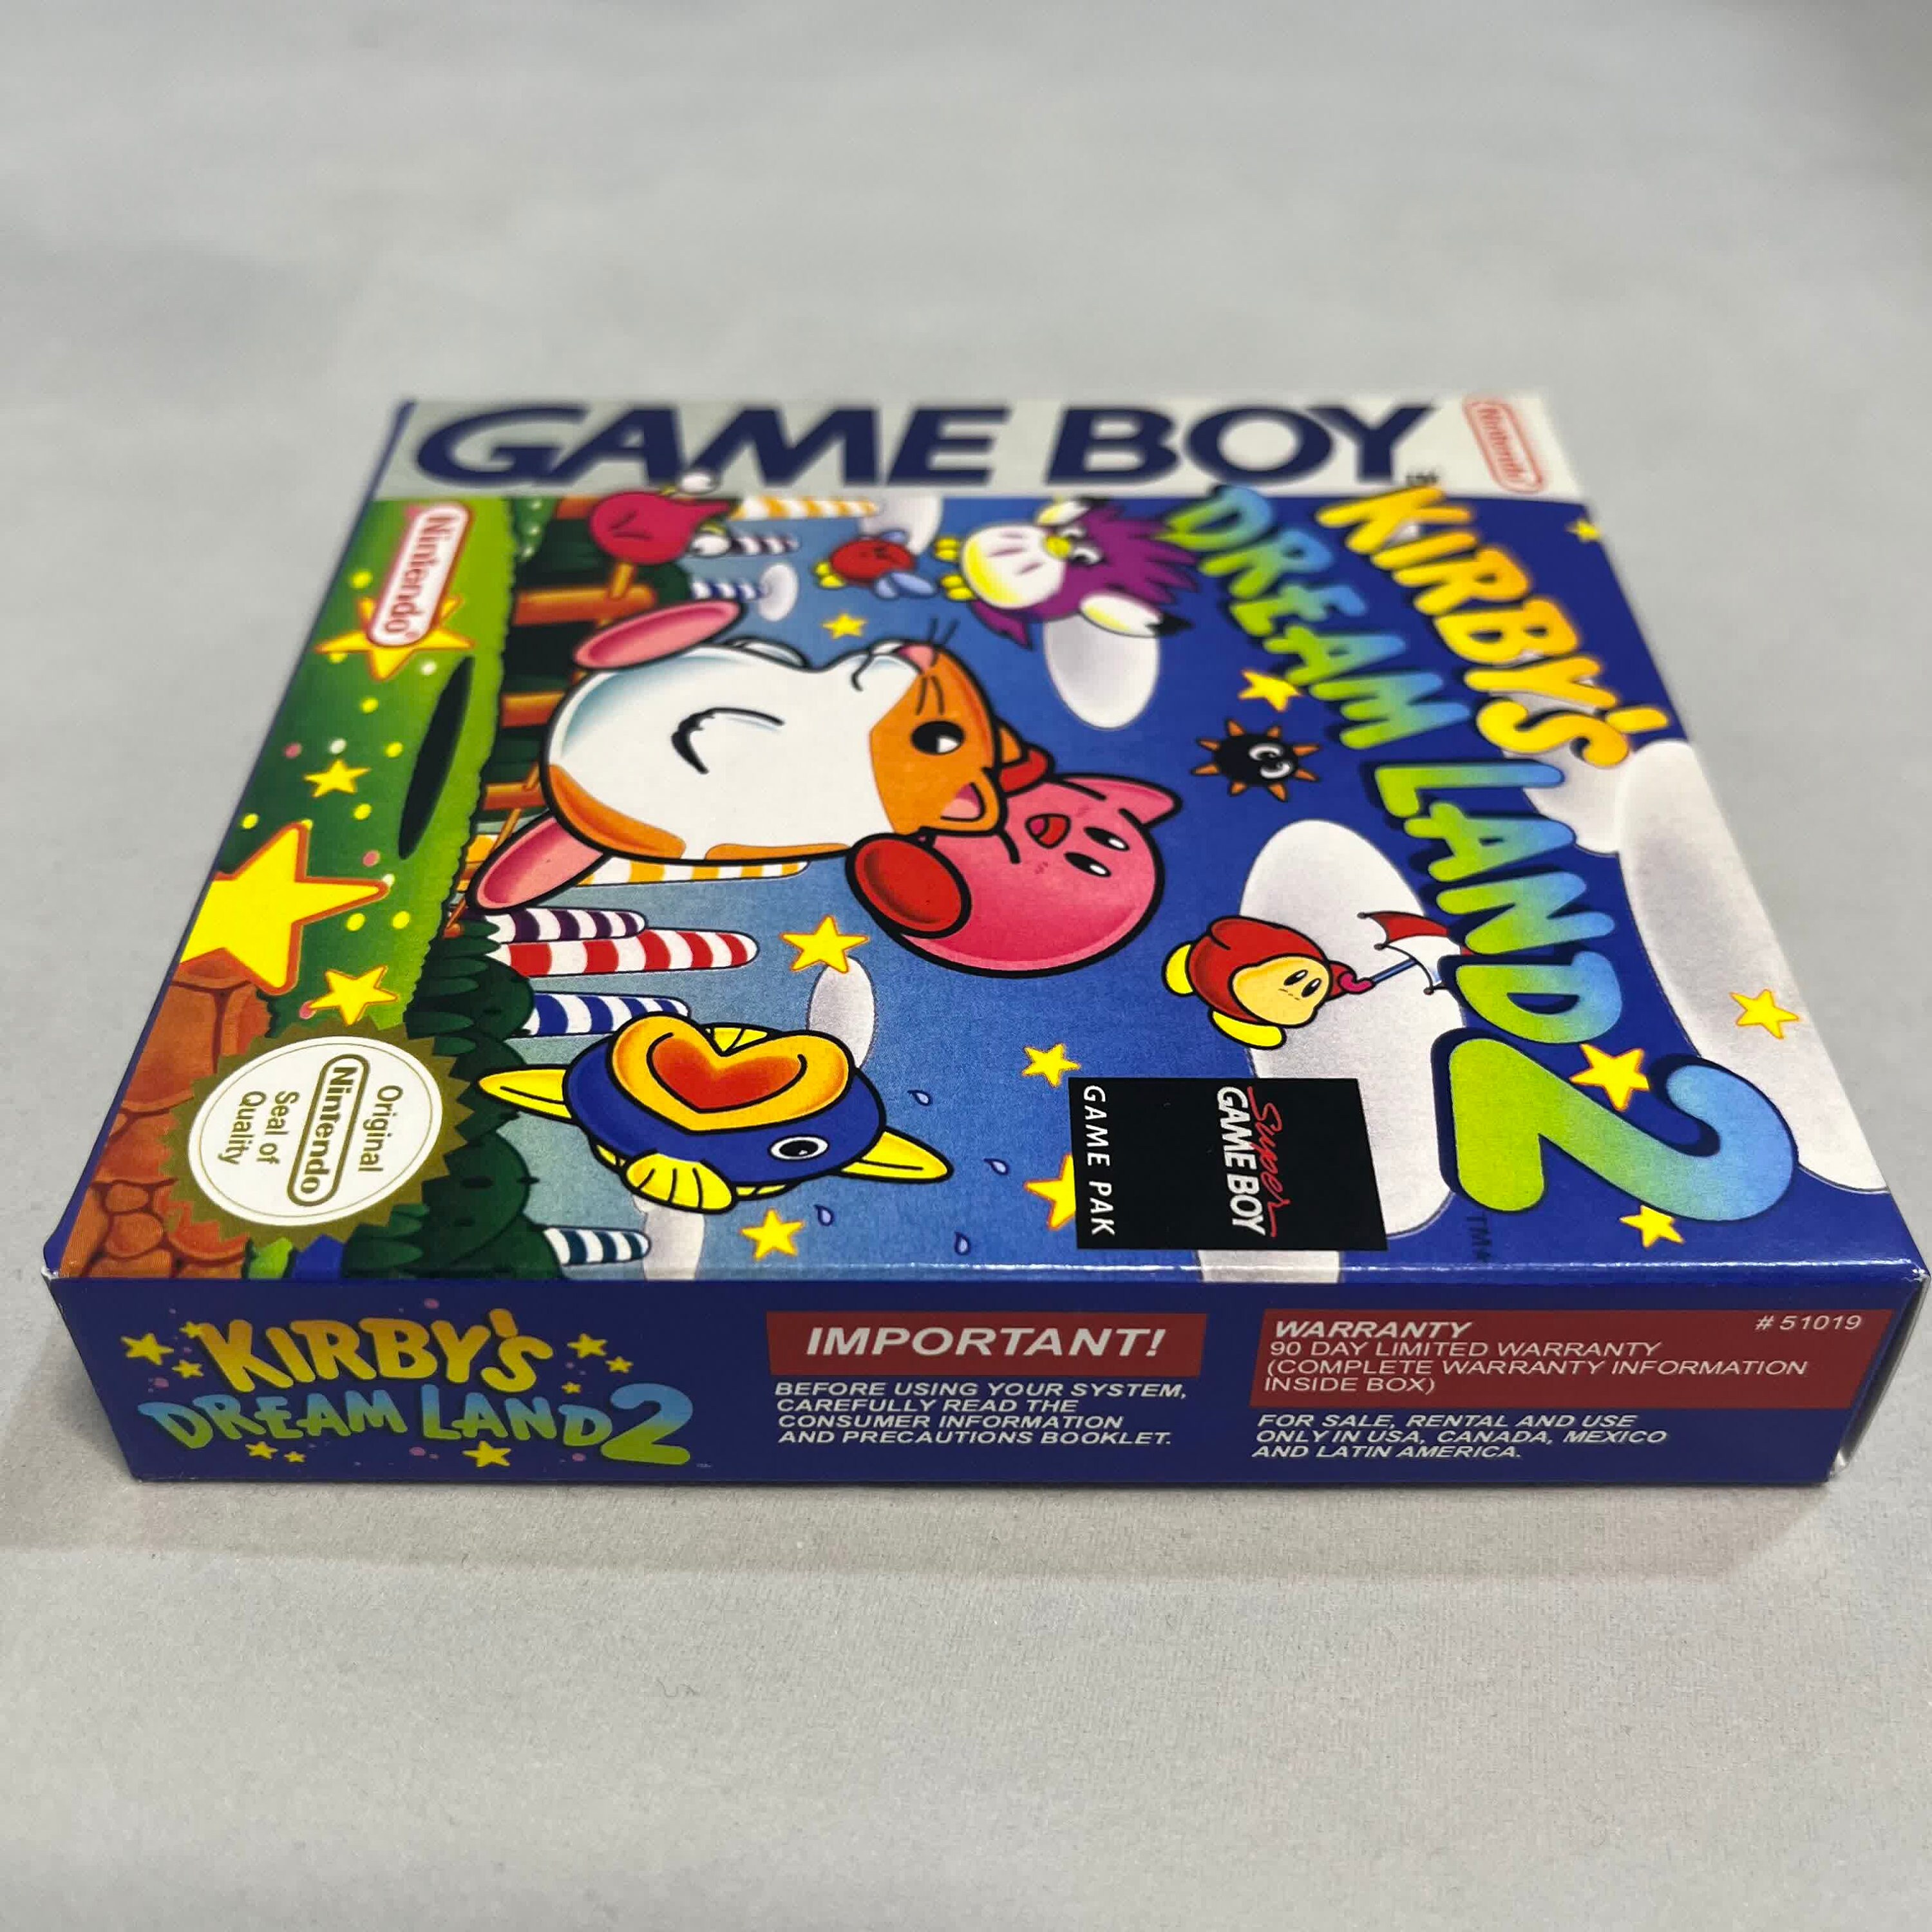 GAME BOY
TM
Nintendo
Nintendo®
KIRBY'S
DREAM LAND 2
TM
Super
GAME BOY
GAME PAK
Original
Nintendo
Seal of
Quality
KIRBY'S
DREAM LAND 2
IMPORTANT!
BEFORE USING YOUR SYSTEM,
CAREFULLY READ THE
CONSUMER INFORMATION
AND PRECAUTIONS BOOKLET.
WARRANTY
# 51019
90 DAY LIMITED WARRANTY
(COMPLETE WARRANTY INFORMATION
INSIDE BOX)
FOR SALE, RENTAL AND USE
ONLY IN USA, CANADA, MEXICO
AND LATIN AMERICA.